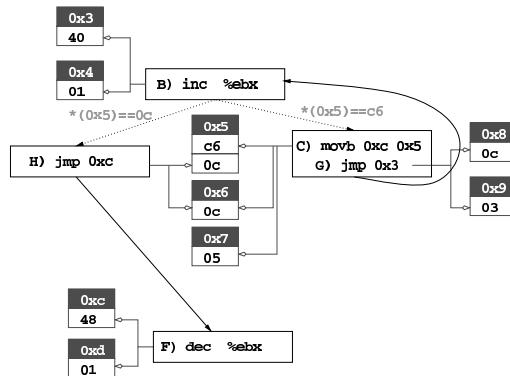 0x3
40
0x4
01
B) inc %ebx
*(0x5)==0c
*(0x5)==c6
0x5
c6
0c
C) movb 0xc 0x5
G) jmp 0x3
0x8
0c
H) jmp 0xc
0x6
0c
0x9
03
0x7
05
0xc
48
F) dec %ebx
0xd
01